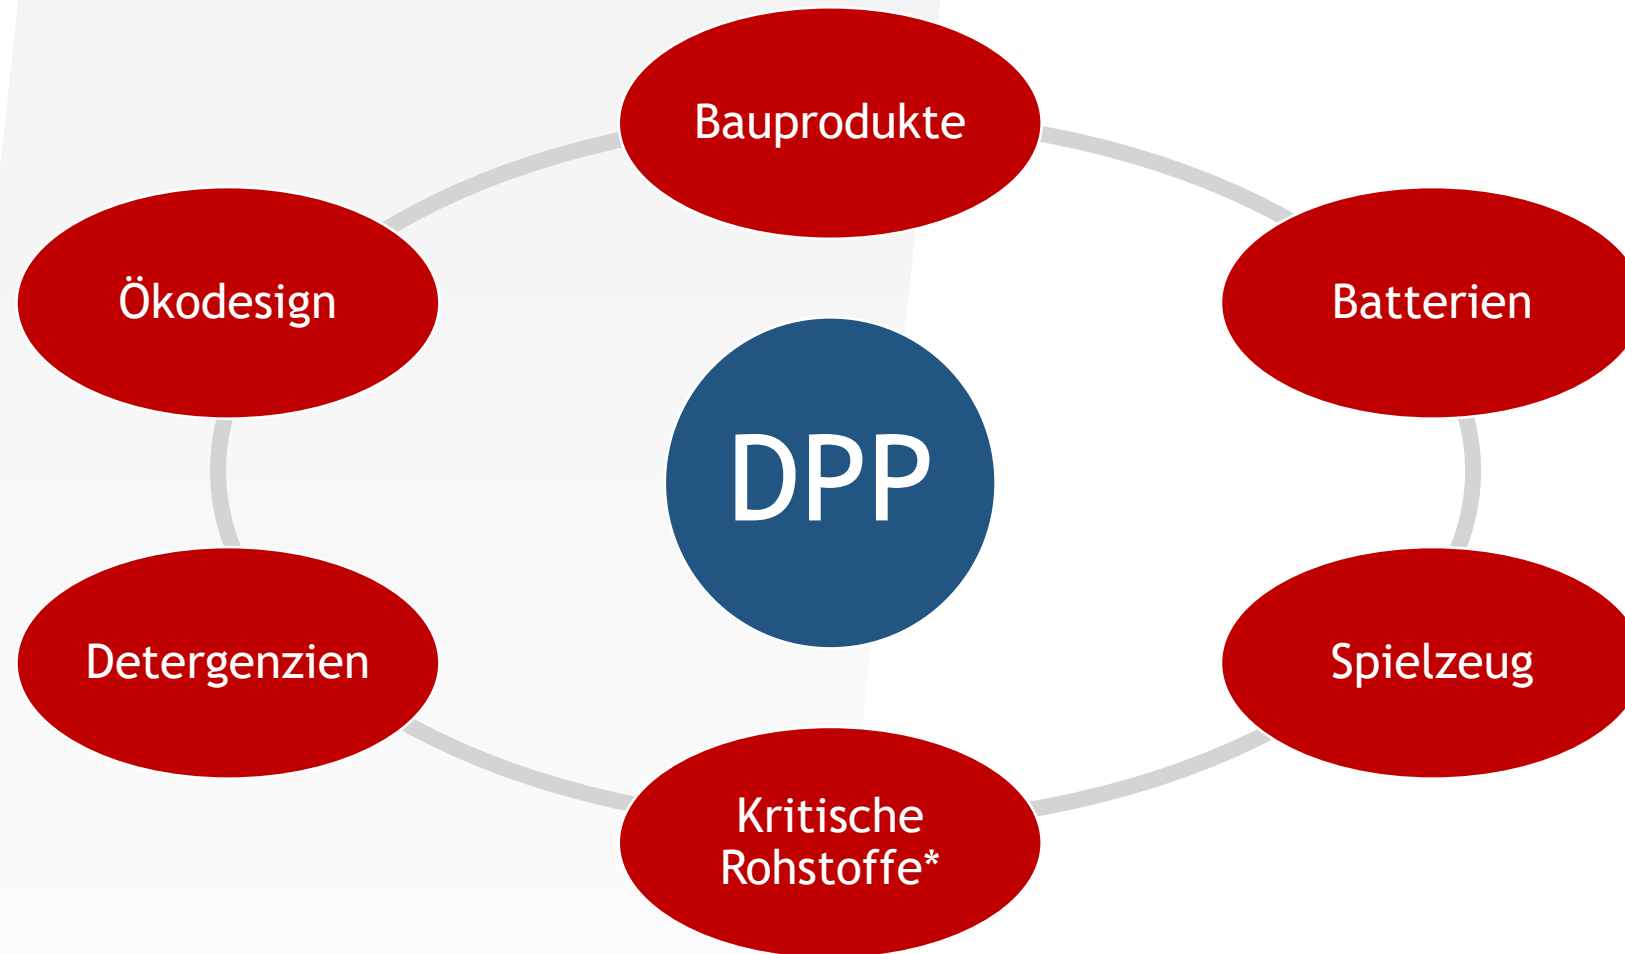 Bauprodukte
Ökodesign
Batterien
DPP
Detergenzien
Spielzeug
Kritische
Rohstoffe*